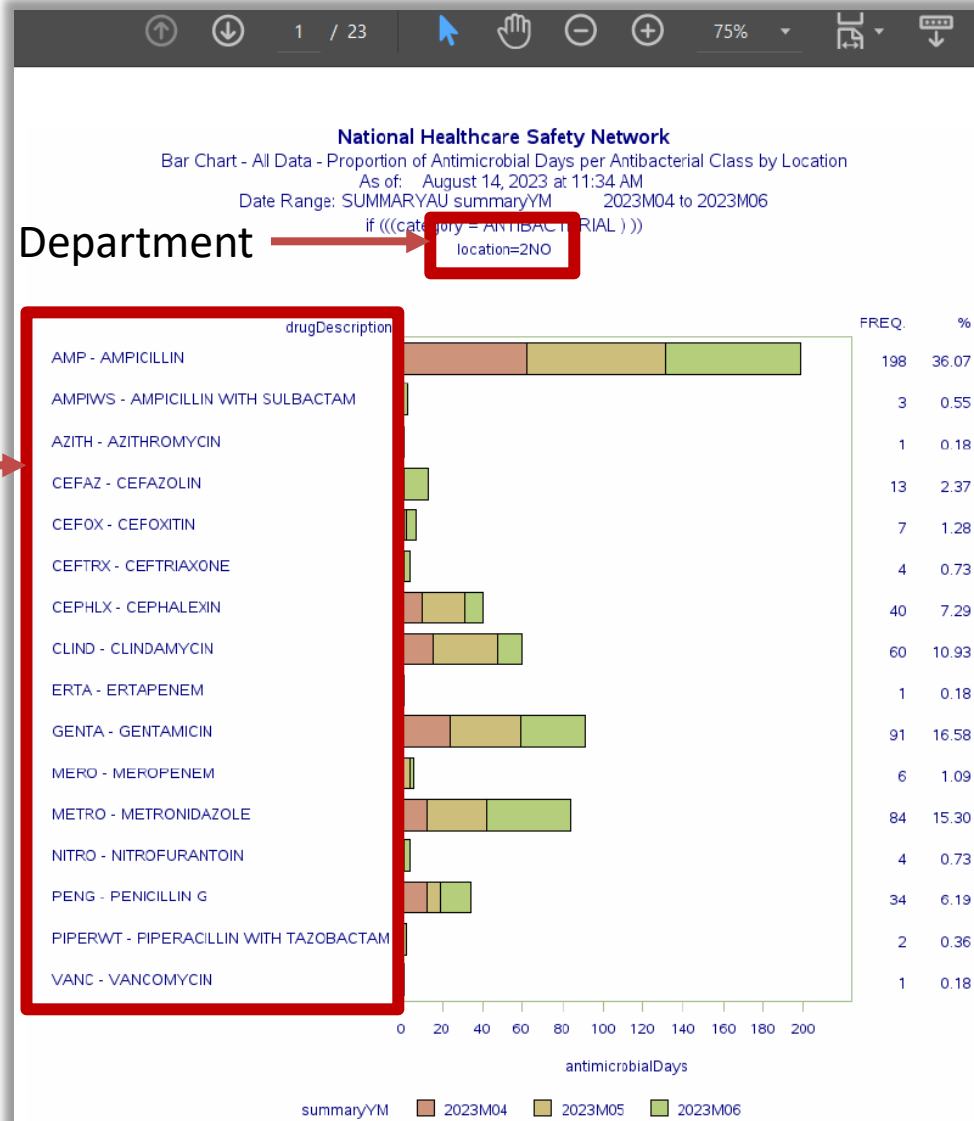 1 / 23 75%
National Healthcare Safety Network
Bar Chart - All Data - Proportion of Antimicrobial Days per Antibacterial Class by Location
As of: August 14, 2023 at 11:34 AM
Date Range: SUMMARYAU summaryYM 2023M04 to 2023M06
if (((category = ANTIBACTERIAL ) ))
Department
location=2NO
drugDescription FREQ. %
AMP - AMPICILLIN 198 36.07
AMPIWS - AMPICILLIN WITH SULBACTAM 3 0.55
AZITH - AZITHROMYCIN 1 0.18
CEFAZ - CEFAZOLIN 13 2.37
CEFOX - CEFOXITIN 7 1.28
CEFTRX - CEFTRIAXONE 4 0.73
CEPHLX - CEPHALEXIN 40 7.29
CLIND - CLINDAMYCIN 60 10.93
ERTA - ERTAPENEM 1 0.18
GENTA - GENTAMICIN 91 16.58
MERO - MEROPENEM 6 1.09
METRO - METRONIDAZOLE 84 15.30
NITRO - NITROFURANTOIN 4 0.73
PENG - PENICILLIN G 34 6.19
PIPERWT - PIPERACILLIN WITH TAZOBACTAM 2 0.36
VANC - VANCOMYCIN 1 0.18
0 20 40 60 80 100 120 140 160 180 200
antimicrobialDays
summaryYM 2023M04 2023M05 2023M06